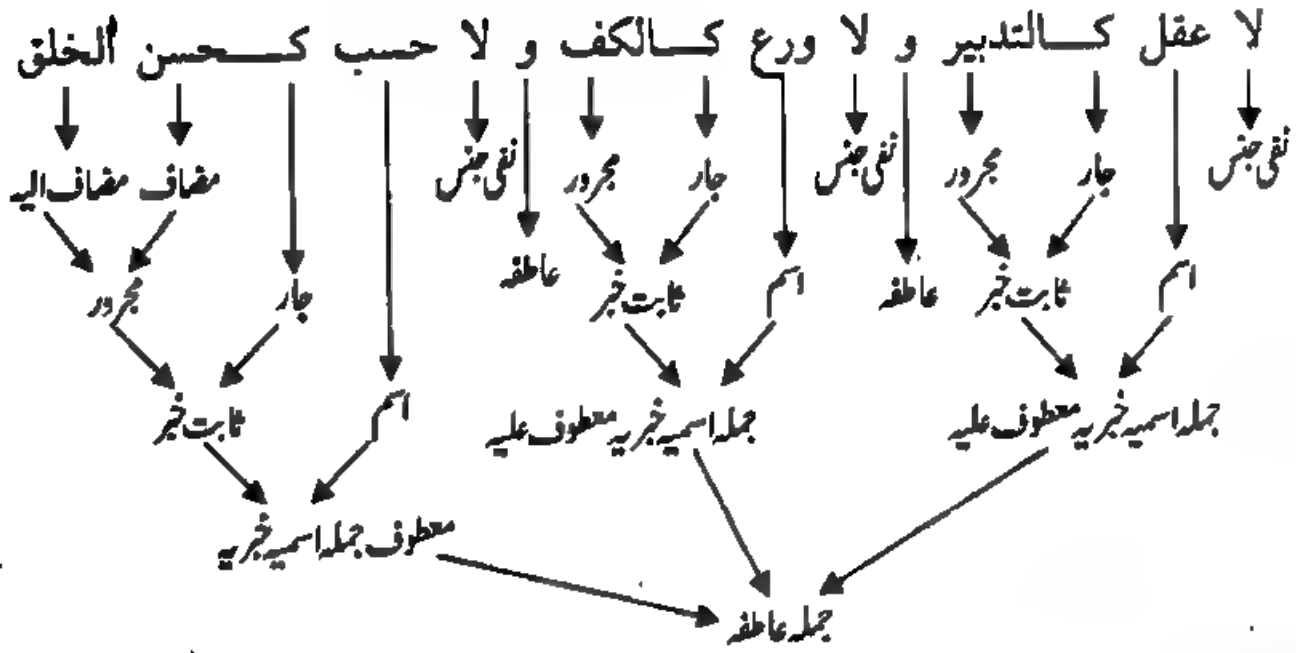 لا عقل كالتدبير و لا ورع كالكف و لا حسب كحسن الخلق
نفی جنس جار مجرور نفی جنس جار مجرور نفی جنس مضاف مضاف الیہ
اسم ثابت خبر عاطفہ اسم ثابت خبر عاطفہ جار مجرور
جملہ اسمیہ خبریہ معطوف علیہ جملہ اسمیہ خبریہ معطوف علیہ اسم ثابت خبر
معطوف جملہ اسمیہ خبریہ
جملہ عاطفہ